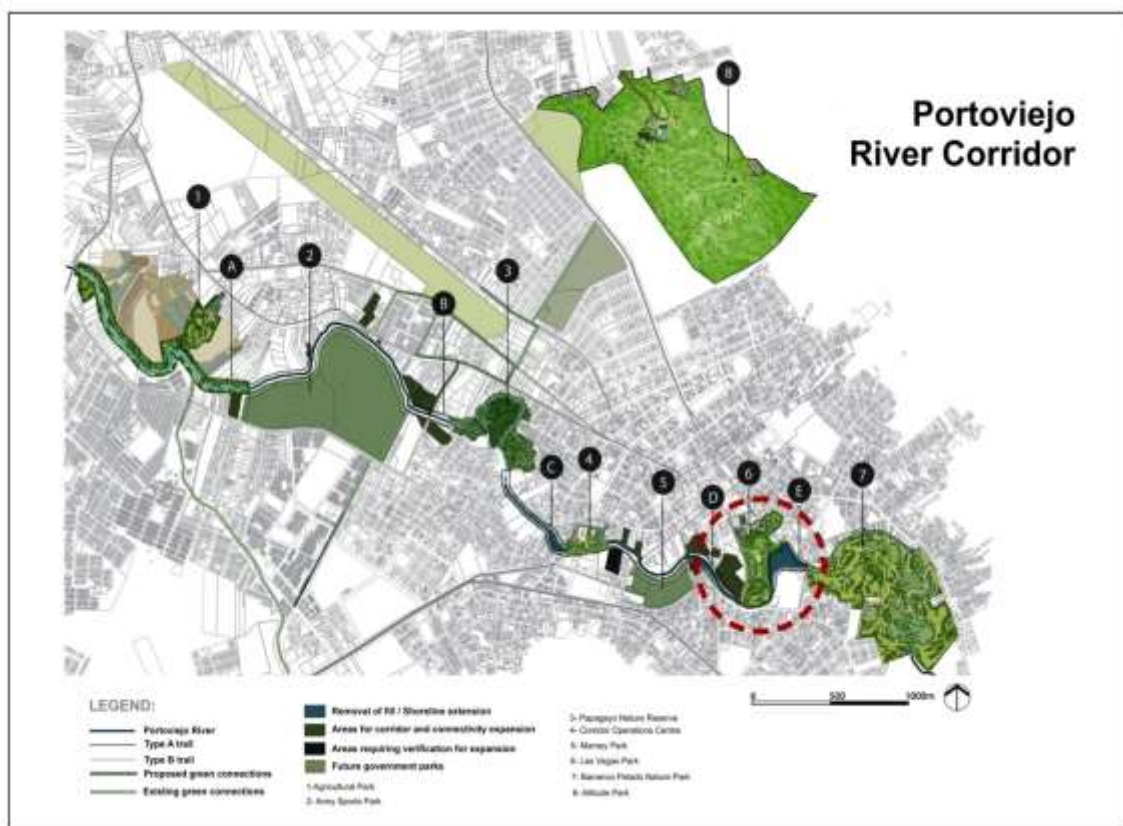 Portoviejo
River Corridor
8
1
A
2
B
3
C
4
5
D
6
E
7
0 500 1000m
LEGEND:
Portoviejo River
Type A trail
Type B trail
Proposed green connections
Existing green connections
Removal of fill / Shoreline extension
Areas for corridor and connectivity expansion
Areas requiring verification for expansion
Future government parks
1-Agricultural Park
2- Army Sports Park
3- Papagayo Nature Reserve
4- Corridor Operations Centre
5- Mamey Park
6- Las Vegas Park
7- Barranco Pelado Nature Park
8- Altitude Park